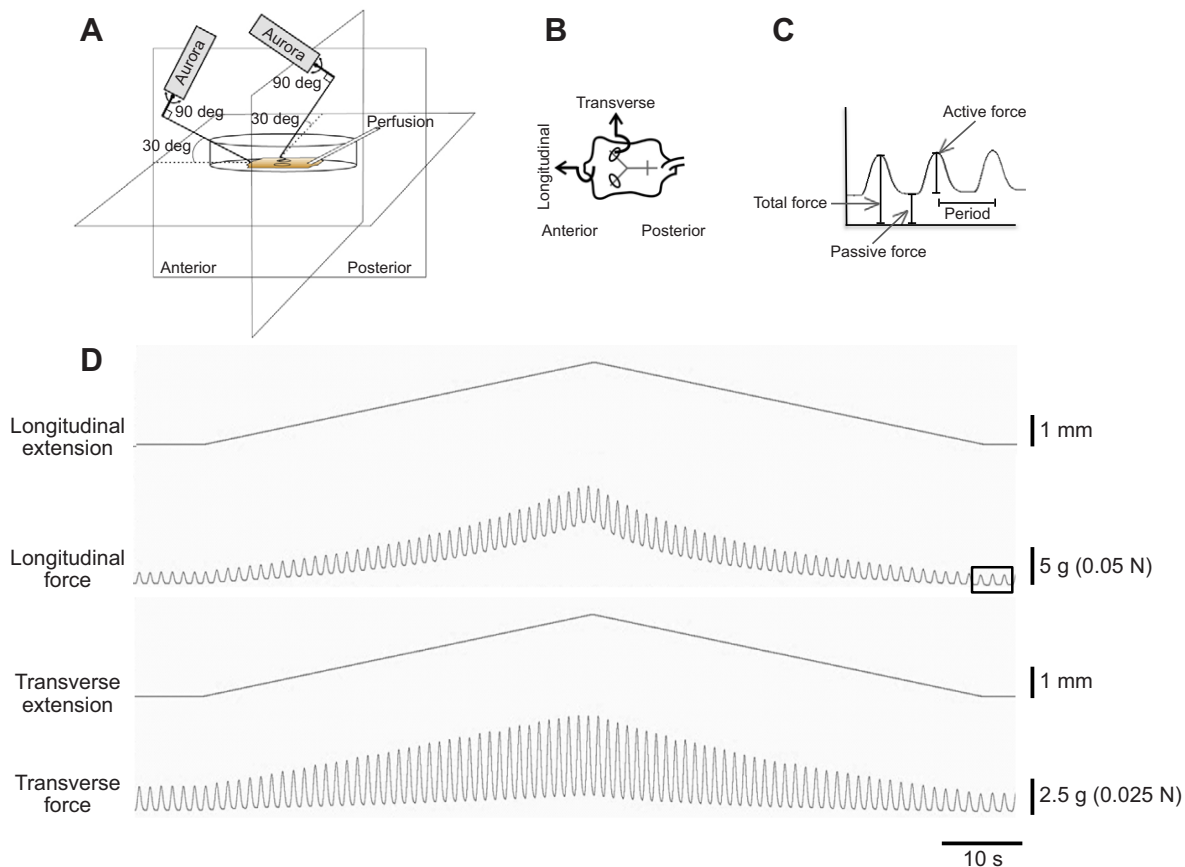 A
Aurora
Aurora
90 deg
90 deg
30 deg
30 deg
Perfusion
Anterior
Posterior
B
Transverse
Longitudinal
Anterior
Posterior
C
Active force
Total force
Period
Passive force
D
Longitudinal
extension
1 mm
Longitudinal
force
5 g (0.05 N)
Transverse
extension
1 mm
Transverse
force
2.5 g (0.025 N)
10 s